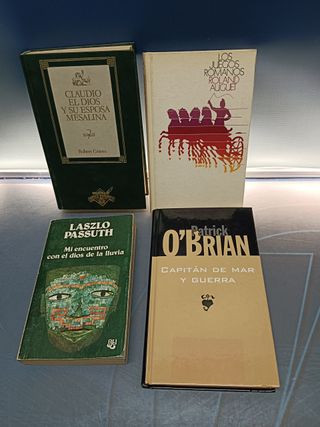 CLAUDIO EL DIOS
Y SU ESPOSA
MESALINA
Robert Graves
LOS
JUEGOS
ROMANOS
ROLAND
AUGUET
LASZLO
PASSUTH
Mi encuentro
con el dios de la lluvia
Patrick
O'BRIAN
CAPITÁN DE MAR
Y GUERRA